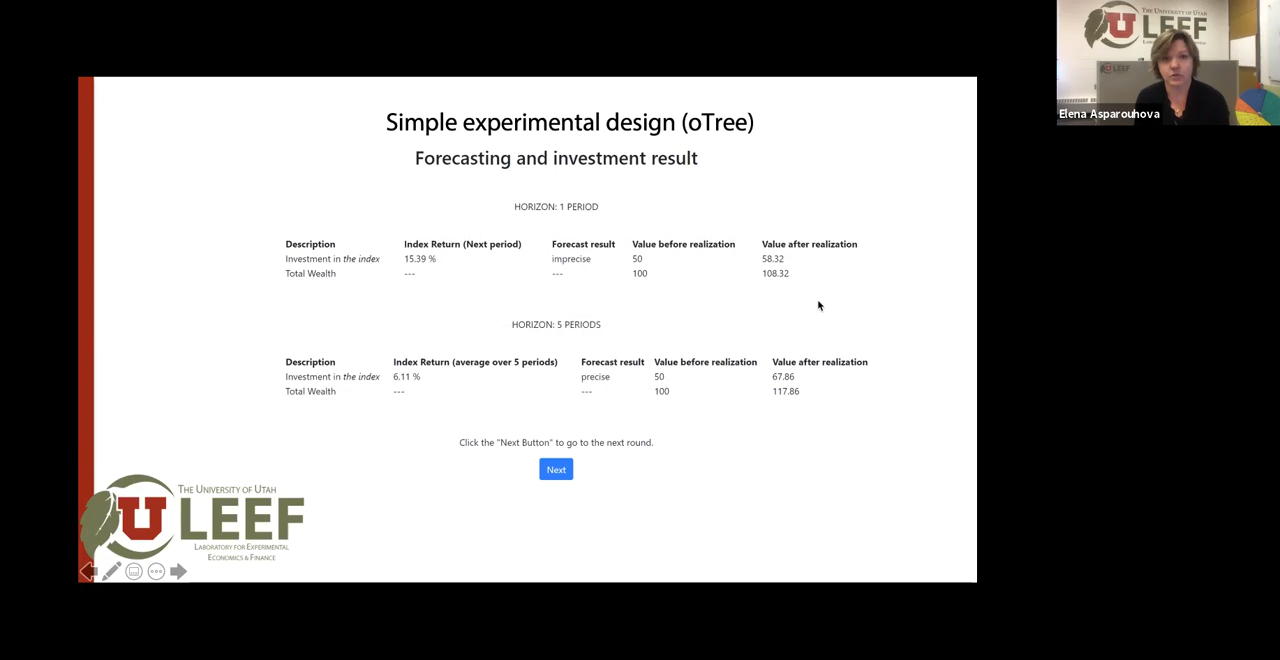 Simple experimental design (oTree)
Forecasting and investment result
HORIZON: 1 PERIOD
Description Index Return (Next period) Forecast result Value before realization Value after realization
Investment in the index 15.39 % imprecise 50 58.32
Total Wealth --- --- 100 108.32
HORIZON: 5 PERIODS
Description Index Return (average over 5 periods) Forecast result Value before realization Value after realization
Investment in the index 6.11 % precise 50 67.86
Total Wealth --- --- 100 117.86
Click the "Next Button" to go to the next round.
Next
THE UNIVERSITY OF UTAH
U LEEF
LABORATORY FOR EXPERIMENTAL
ECONOMICS & FINANCE
THE UNIVERSITY OF UTAH
U LEEF
U LEEF
Elena Asparouhova